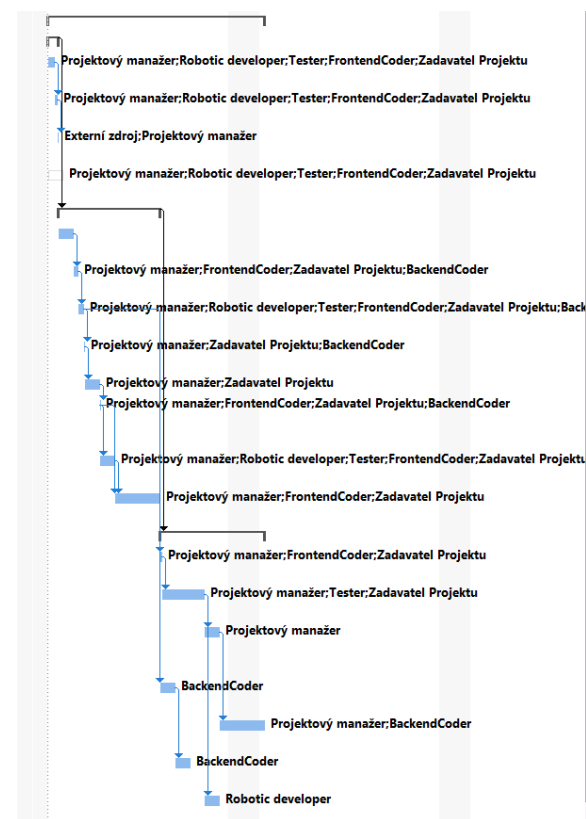 Projektový manažer;Robotic developer;Tester;FrontendCoder;Zadavatel Projektu
Projektový manažer;Robotic developer;Tester;FrontendCoder;Zadavatel Projektu
Externí zdroj;Projektový manažer
Projektový manažer;Robotic developer;Tester;FrontendCoder;Zadavatel Projektu
Projektový manažer;FrontendCoder;Zadavatel Projektu;BackendCoder
Projektový manažer;Robotic developer;Tester;FrontendCoder;Zadavatel Projektu;Back
Projektový manažer;Zadavatel Projektu;BackendCoder
Projektový manažer;Zadavatel Projektu
Projektový manažer;FrontendCoder;Zadavatel Projektu;BackendCoder
Projektový manažer;Robotic developer;Tester;FrontendCoder;Zadavatel Projektu
Projektový manažer;FrontendCoder;Zadavatel Projektu
Projektový manažer;FrontendCoder;Zadavatel Projektu
Projektový manažer;Tester;Zadavatel Projektu
Projektový manažer
BackendCoder
Projektový manažer;BackendCoder
BackendCoder
Robotic developer